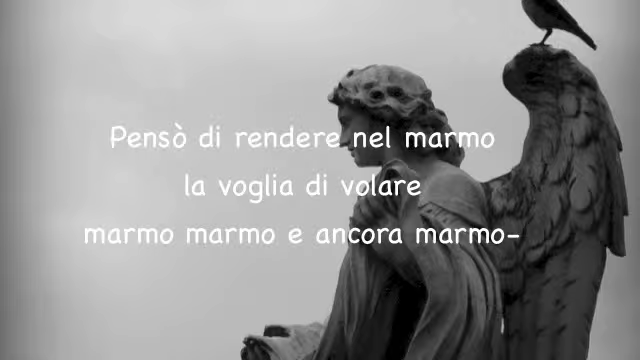 Pensò di rendere nel marmo
la voglia di volare
marmo marmo e ancora marmo-